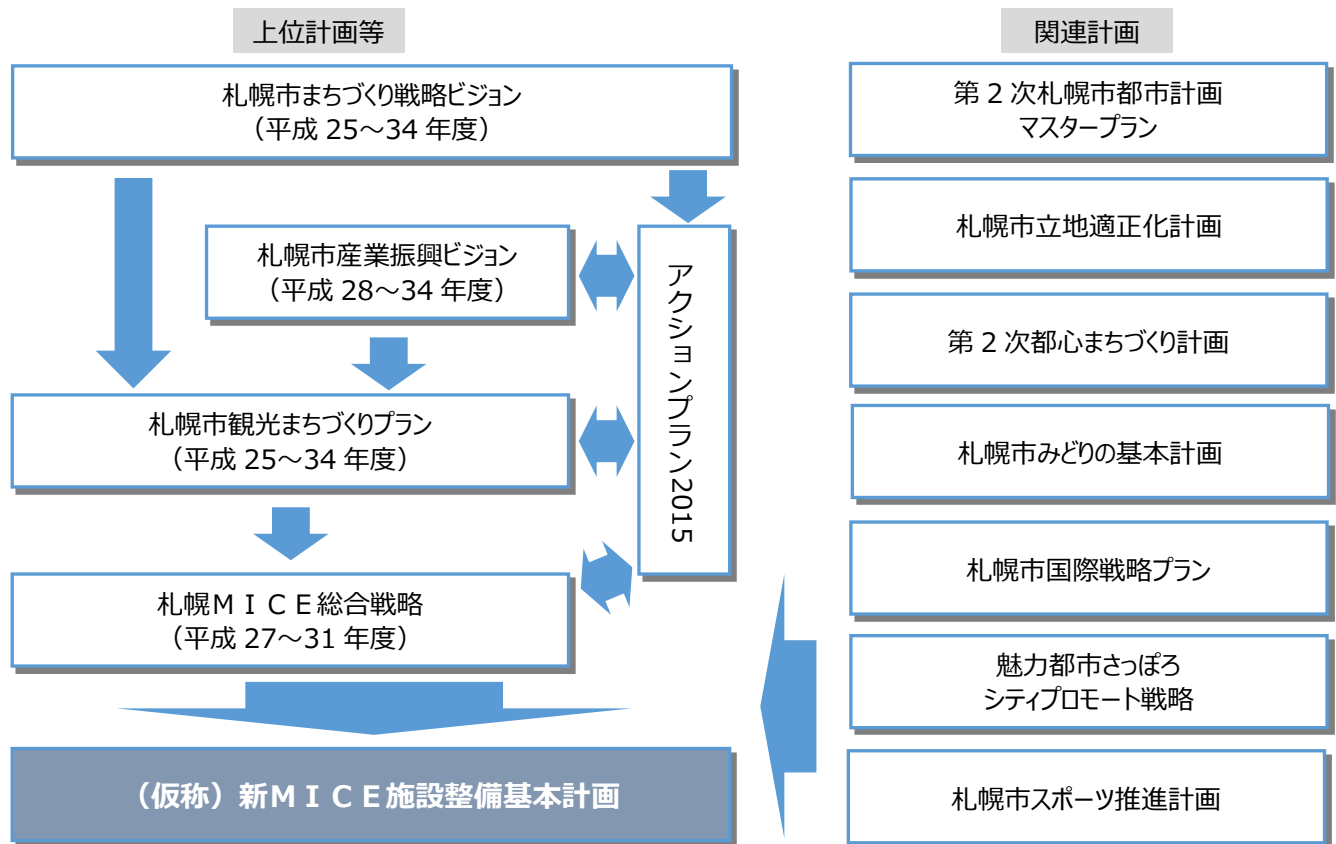 上位計画等
札幌市まちづくり戦略ビジョン
（平成 25～34 年度）
札幌市産業振興ビジョン
（平成 28～34 年度）
アクションプラン2015
札幌市観光まちづくりプラン
（平成 25～34 年度）
札幌ＭＩＣＥ総合戦略
（平成 27～31 年度）
（仮称）新ＭＩＣＥ施設整備基本計画
関連計画
第 2 次札幌市都市計画
マスタープラン
札幌市立地適正化計画
第 2 次都心まちづくり計画
札幌市みどりの基本計画
札幌市国際戦略プラン
魅力都市さっぽろ
シティプロモート戦略
札幌市スポーツ推進計画